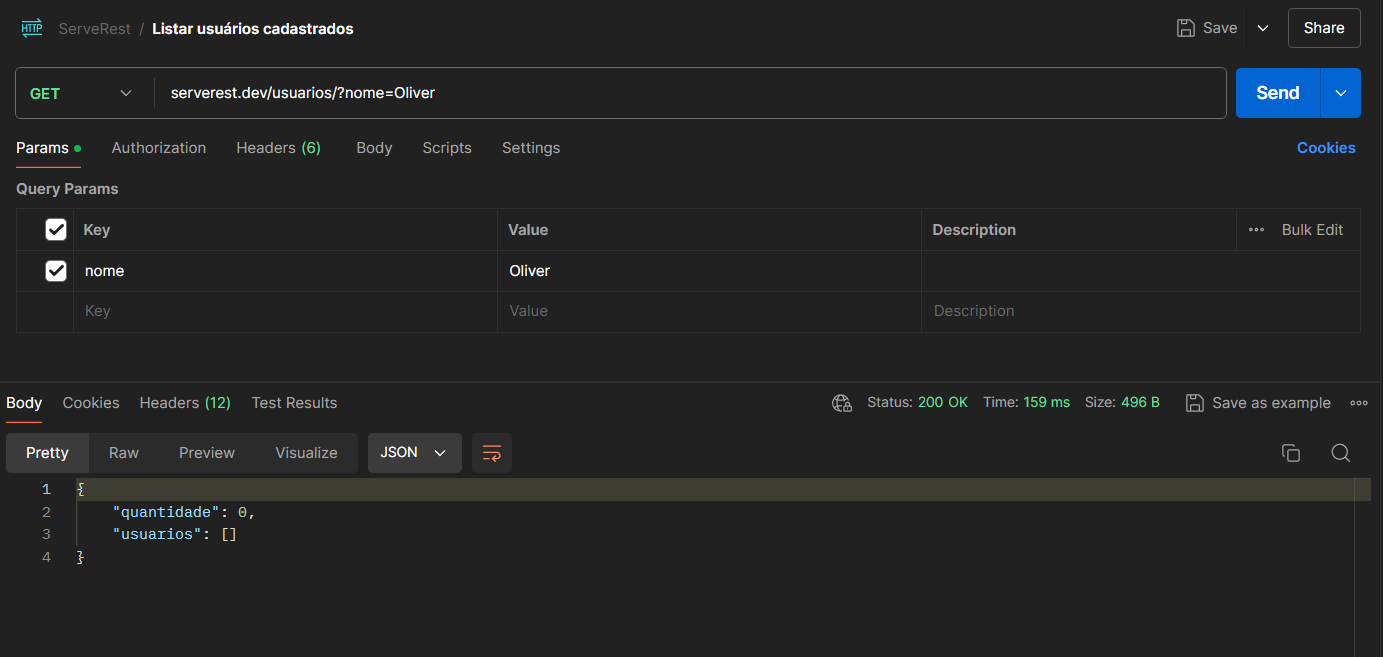 HTTP ServeRest / Listar usuários cadastrados Save Share
GET serverest.dev/usuarios/?nome=Oliver Send
Params Authorization Headers (6) Body Scripts Settings Cookies
Query Params
Key Value Description Bulk Edit
nome Oliver
Key Value Description
Body Cookies Headers (12) Test Results Status: 200 OK Time: 159 ms Size: 496 B Save as example
Pretty Raw Preview Visualize JSON
1 {
2 "quantidade": 0,
3 "usuarios": []
4 }